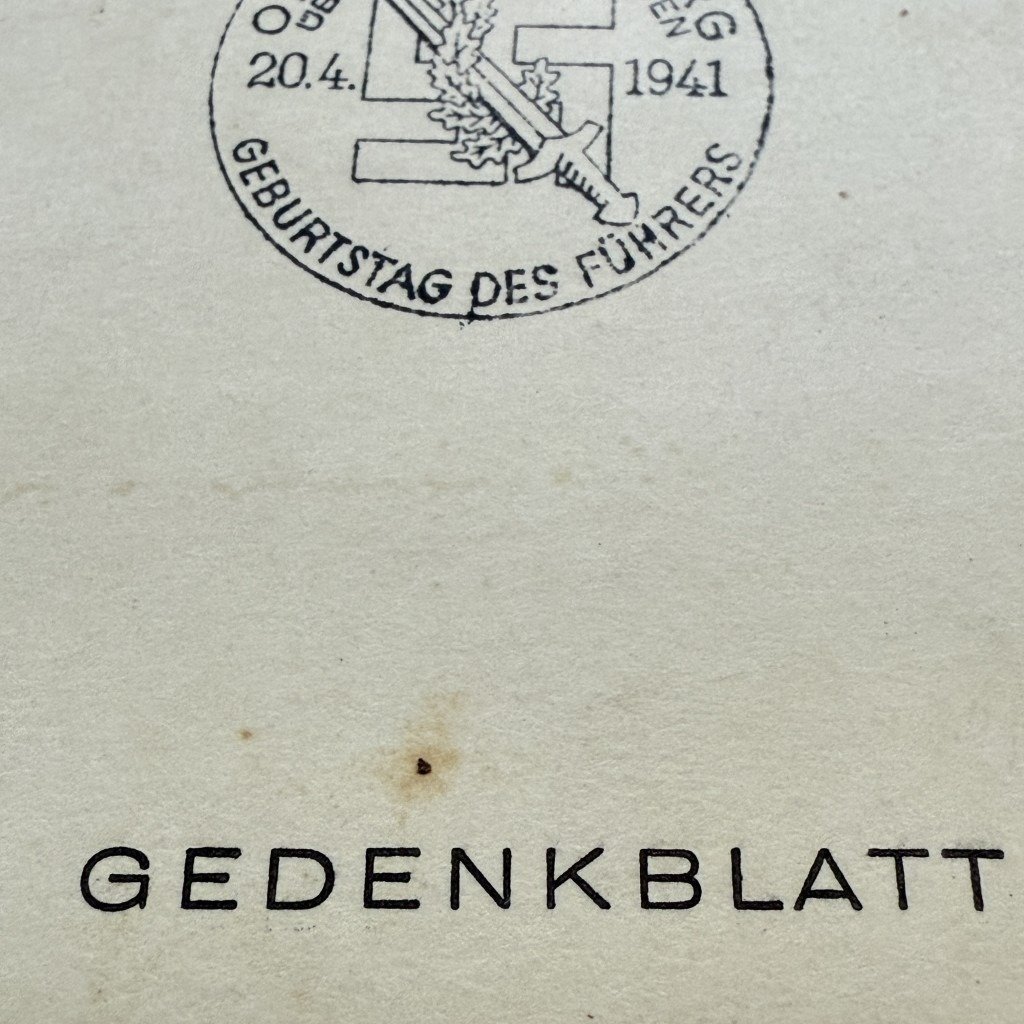 20.4. 1941
GEBURTSTAG DES FÜHRERS
GEDENKBLATT